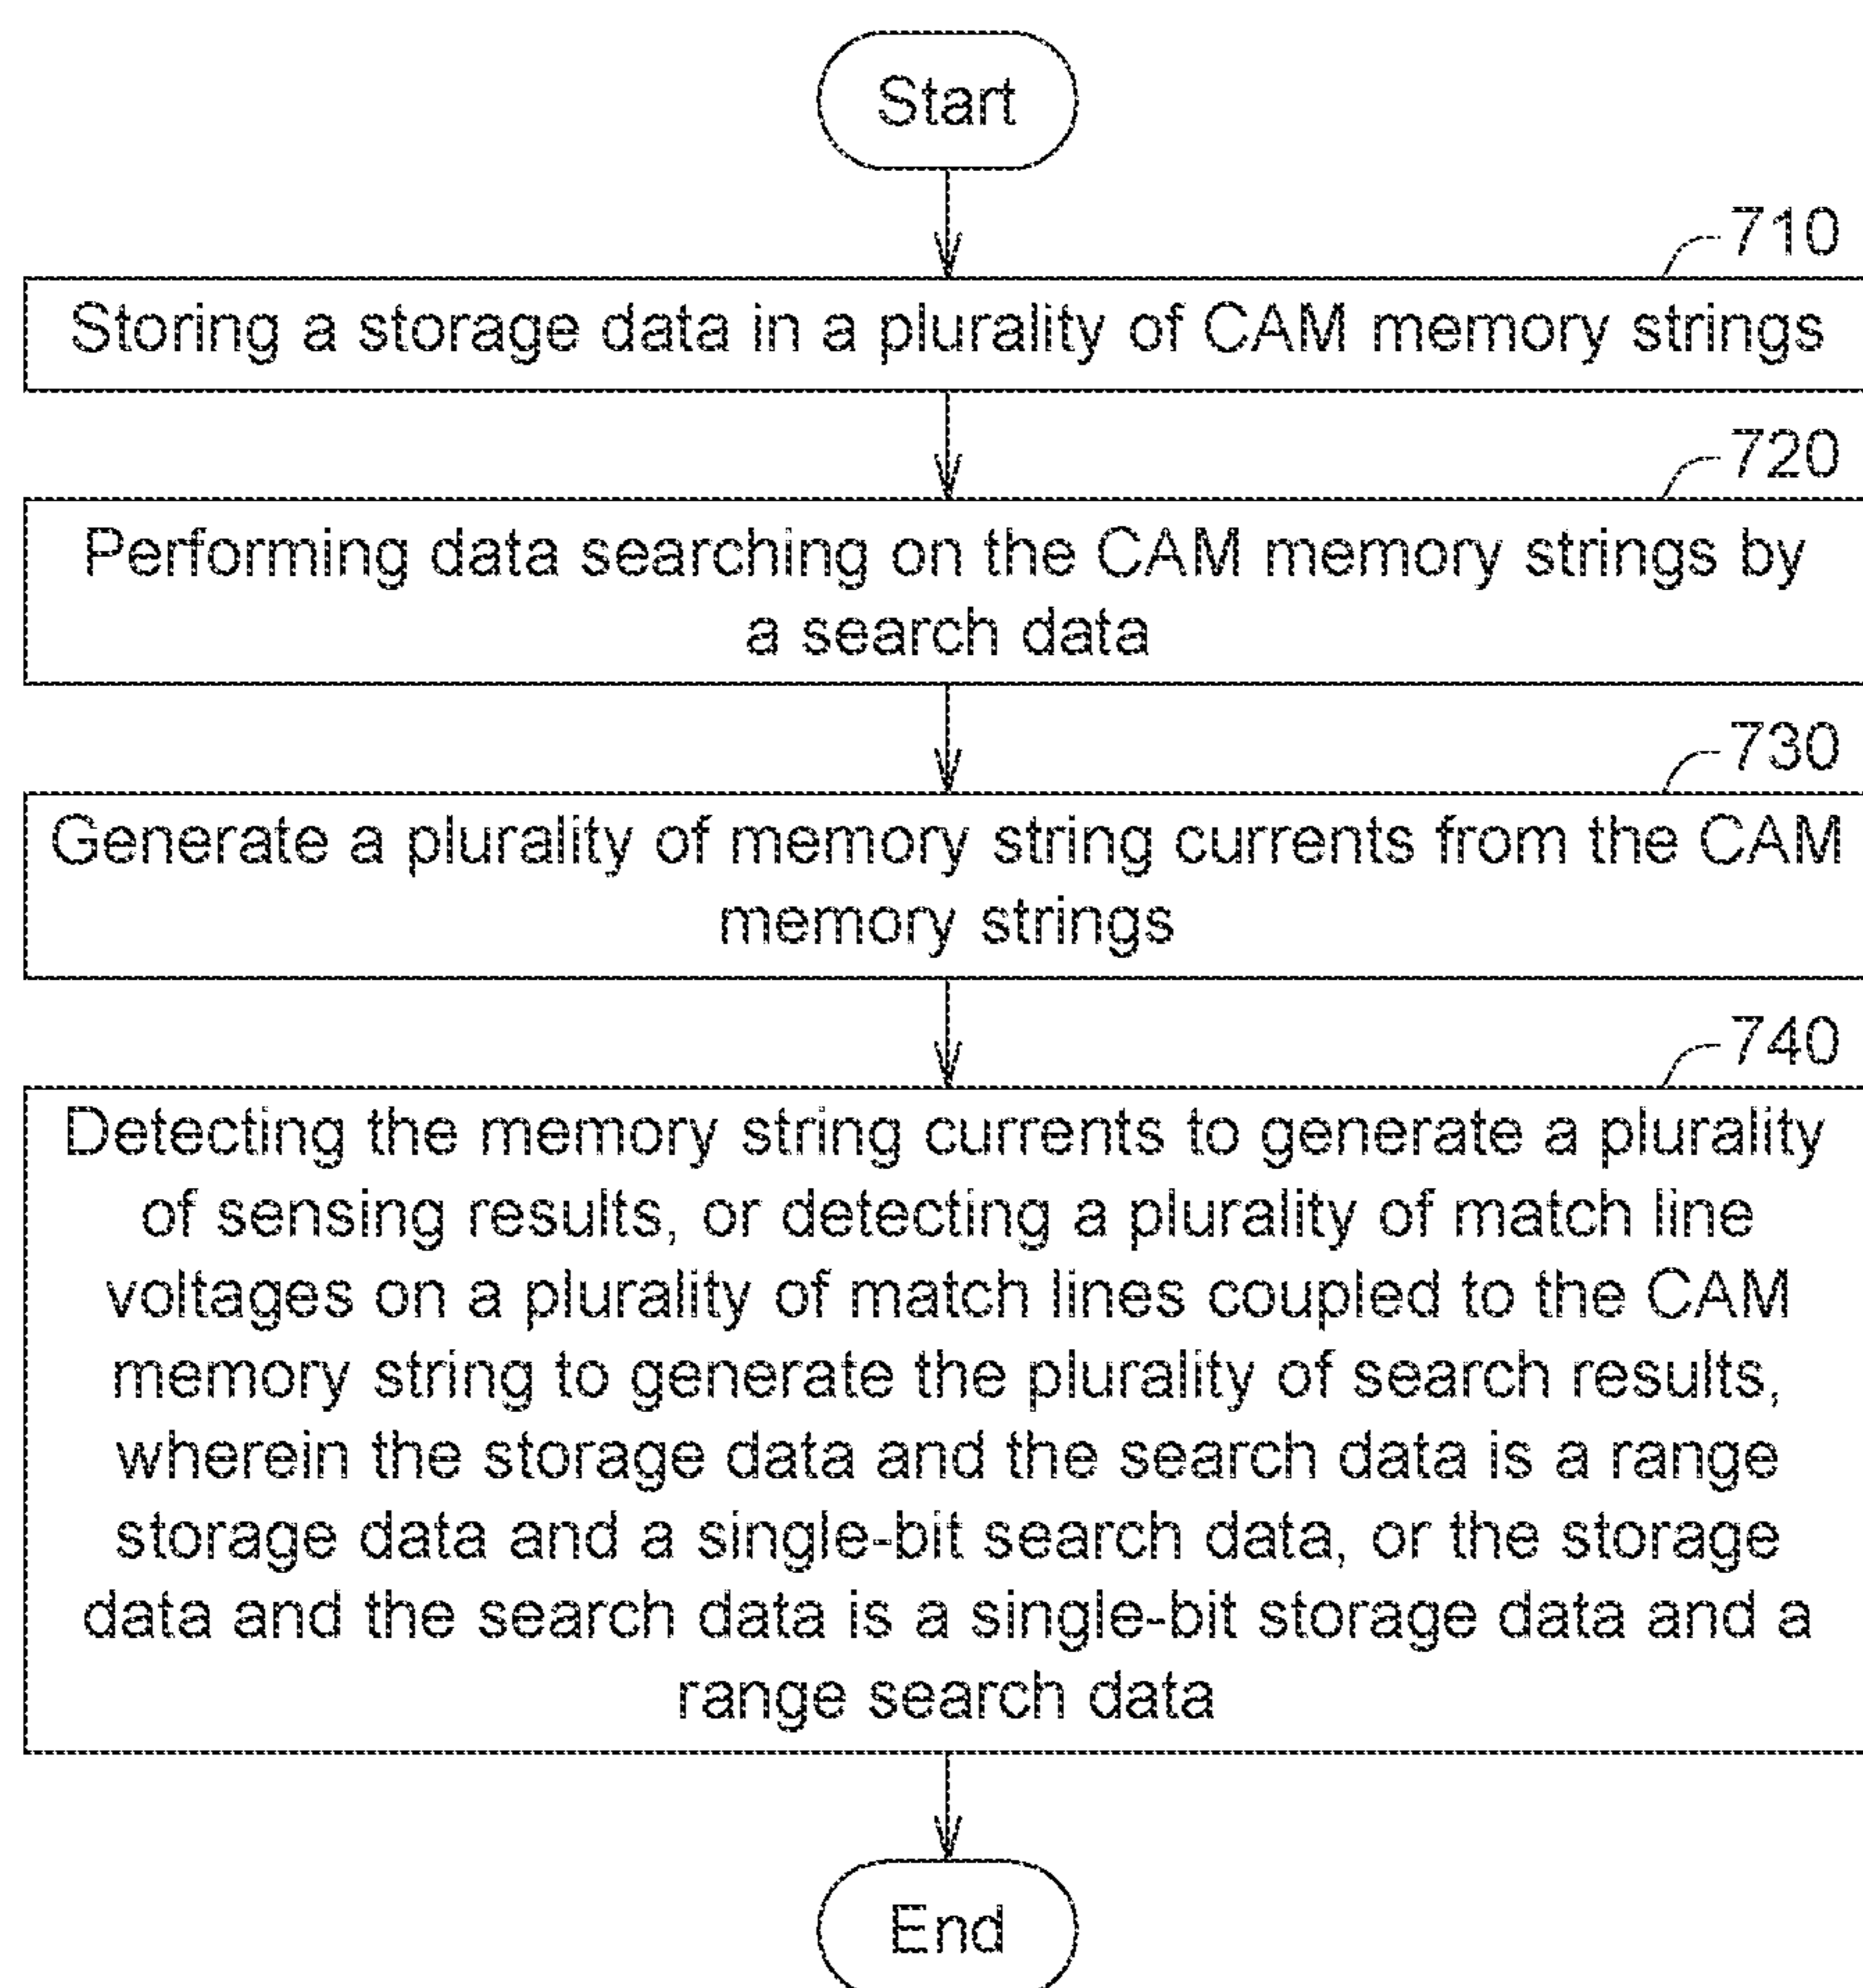 Start
710
Storing a storage data in a plurality of CAM memory strings
720
Performing data searching on the CAM memory strings by
a search data
730
Generate a plurality of memory string currents from the CAM
memory strings
740
Detecting the memory string currents to generate a plurality
of sensing results, or detecting a plurality of match line
voltages on a plurality of match lines coupled to the CAM
memory string to generate the plurality of search results,
wherein the storage data and the search data is a range
storage data and a single-bit search data, or the storage
data and the search data is a single-bit storage data and a
range search data
End